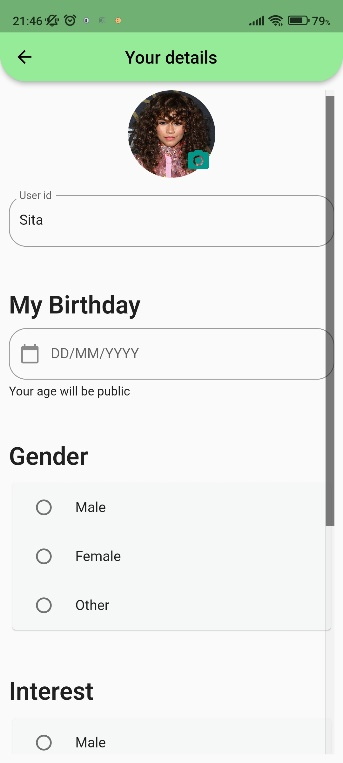 21:46 79%
Your details
User id
Sita
My Birthday
DD/MM/YYYY
Your age will be public
Gender
Male
Female
Other
Interest
Male